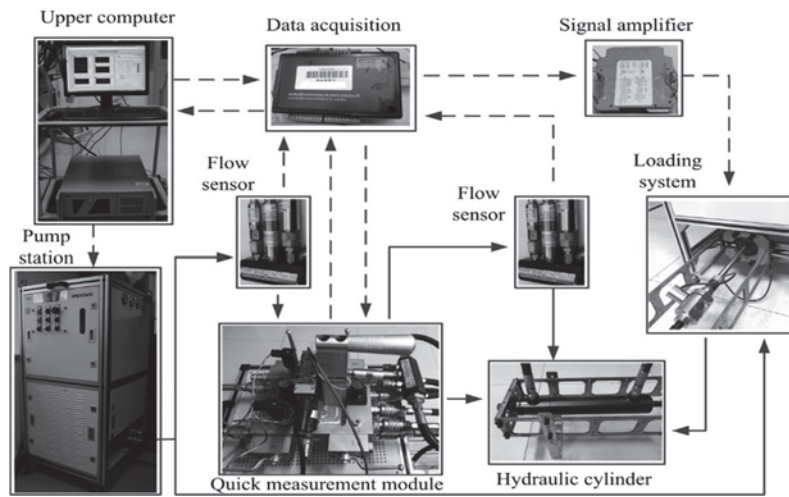 Upper computer
Data acquisition
Signal amplifier
Flow
sensor
Flow
sensor
Loading
system
Pump
station
Quick measurement module
Hydraulic cylinder